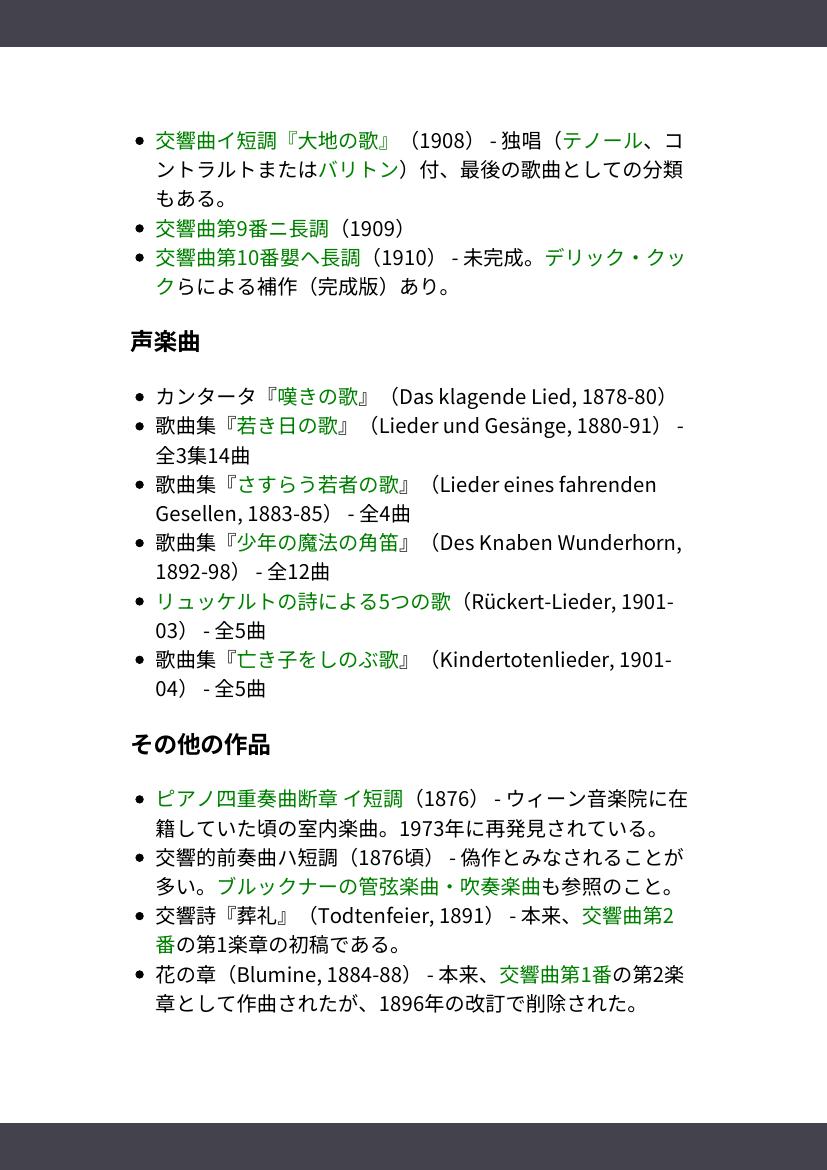 • 交響曲イ短調『大地の歌』（1908） - 独唱（テノール、コ
ントラルトまたはバリトン）付、最後の歌曲としての分類
もある。
• 交響曲第9番ニ長調（1909）
• 交響曲第10番嬰ヘ長調（1910） - 未完成。デリック・クッ
クらによる補作（完成版）あり。
声楽曲
• カンタータ『嘆きの歌』（Das klagende Lied, 1878-80）
• 歌曲集『若き日の歌』（Lieder und Gesänge, 1880-91） -
全3集14曲
• 歌曲集『さすらう若者の歌』（Lieder eines fahrenden
Gesellen, 1883-85） - 全4曲
• 歌曲集『少年の魔法の角笛』（Des Knaben Wunderhorn,
1892-98） - 全12曲
• リュッケルトの詩による5つの歌（Rückert-Lieder, 1901-
03） - 全5曲
• 歌曲集『亡き子をしのぶ歌』（Kindertotenlieder, 1901-
04） - 全5曲
その他の作品
• ピアノ四重奏曲断章 イ短調（1876） - ウィーン音楽院に在
籍していた頃の室内楽曲。1973年に再発見されている。
• 交響的前奏曲ハ短調（1876頃） - 偽作とみなされることが
多い。ブルックナーの管弦楽曲・吹奏楽曲も参照のこと。
• 交響詩『葬礼』（Todtenfeier, 1891） - 本来、交響曲第2
番の第1楽章の初稿である。
• 花の章（Blumine, 1884-88） - 本来、交響曲第1番の第2楽
章として作曲されたが、1896年の改訂で削除された。